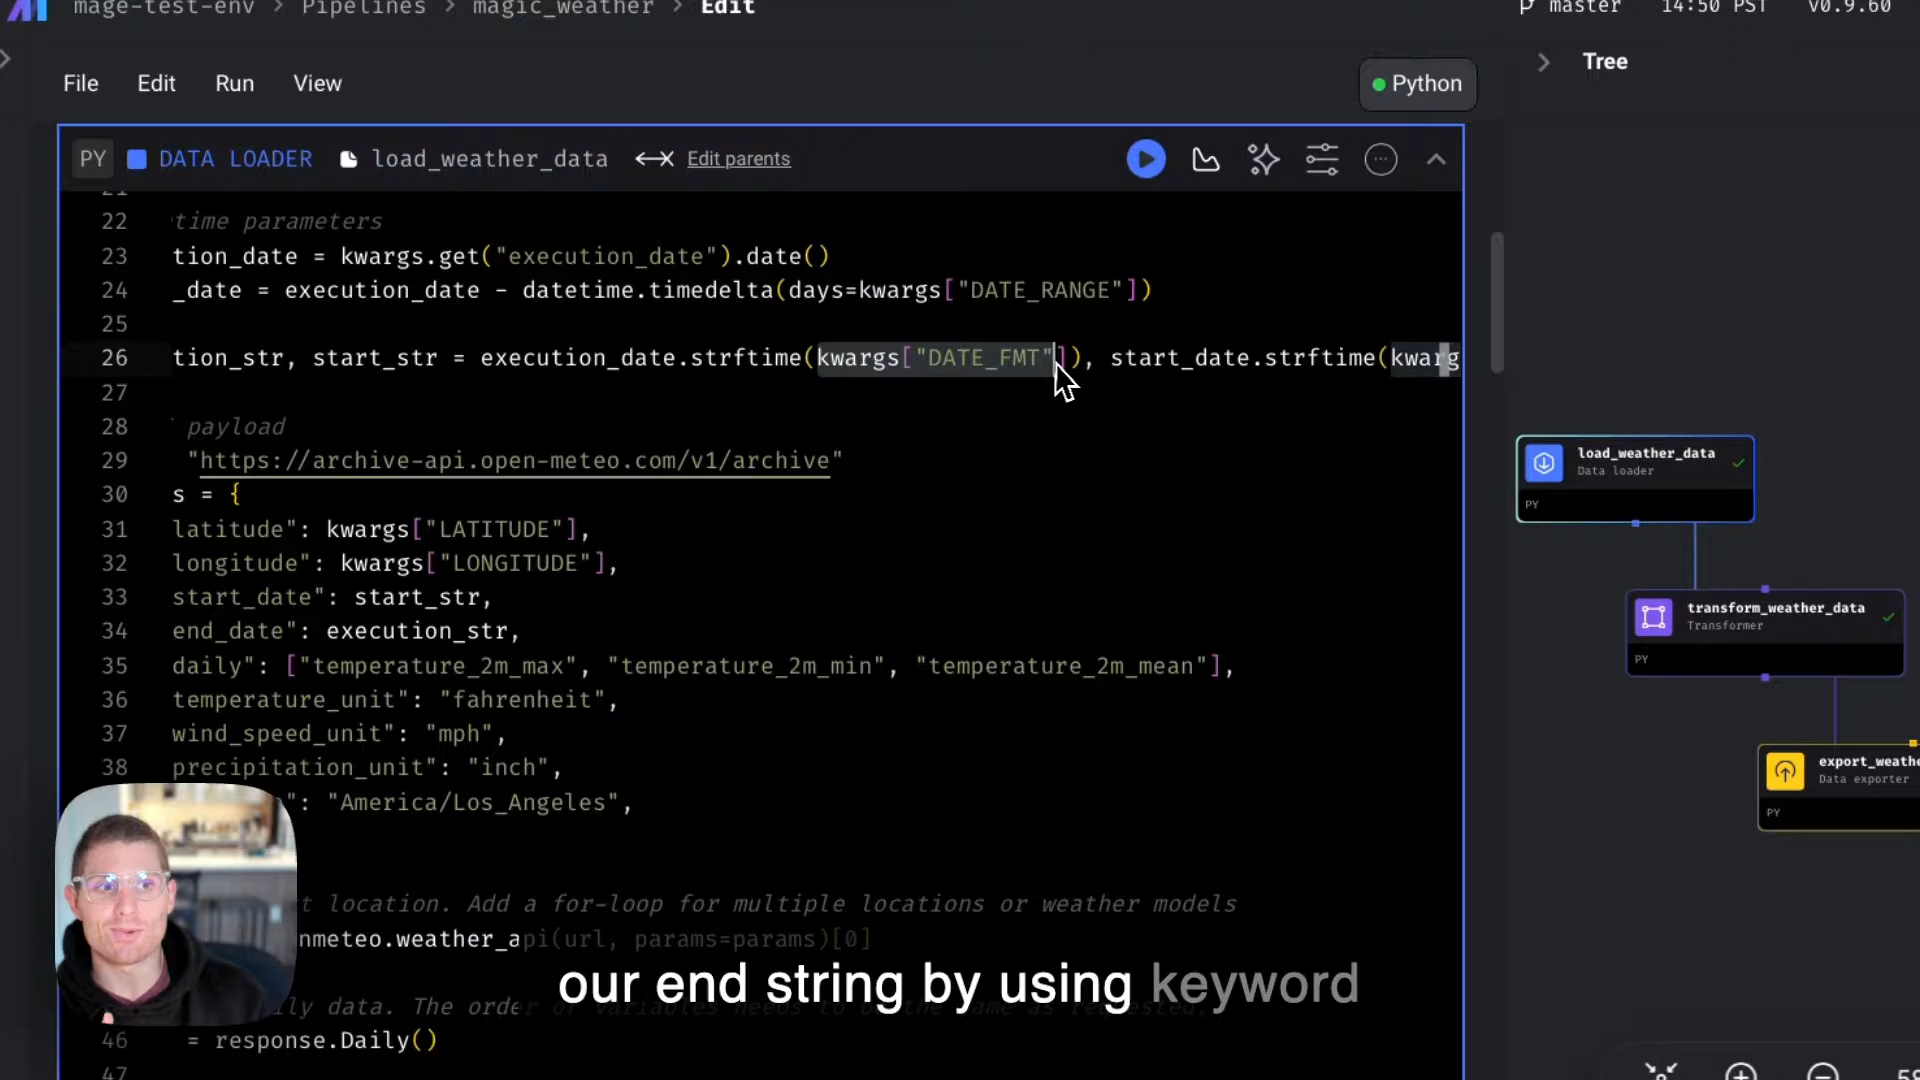 mage-test-env > Pipelines > magic_weather > Edit
master 14:50 PST v0.9.60
File Edit Run View
Python
Tree
PY DATA LOADER load_weather_data Edit parents
21
22 time parameters
23 tion_date = kwargs.get("execution_date").date()
24 _date = execution_date - datetime.timedelta(days=kwargs["DATE_RANGE"])
25
26 tion_str, start_str = execution_date.strftime(kwargs["DATE_FMT"]), start_date.strftime(kwarg
27
28 payload
29 "https://archive-api.open-meteo.com/v1/archive"
30 s = {
31 latitude": kwargs["LATITUDE"],
32 longitude": kwargs["LONGITUDE"],
33 start_date": start_str,
34 end_date": execution_str,
35 daily": ["temperature_2m_max", "temperature_2m_min", "temperature_2m_mean"],
36 temperature_unit": "fahrenheit",
37 wind_speed_unit": "mph",
38 precipitation_unit": "inch",
": "America/Los_Angeles",
t location. Add a for-loop for multiple locations or weather models
nmeteo.weather_api(url, params=params)[0]
ly data. The order of variables needs to be the same as requested.
46 = response.Daily()
47
our end string by using keyword
load_weather_data
Data loader
PY
transform_weather_data
Transformer
PY
export_weathe
Data exporter
PY